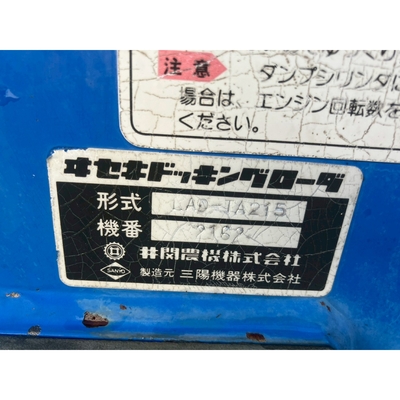 注意
ダンプシリンダに
場合は エンジン回転数を
ください。
ヰセキドッキングローダ
形式 LAD-TA215
機番
井関農機株式会社
SANYO 製造元 三陽機器株式会社